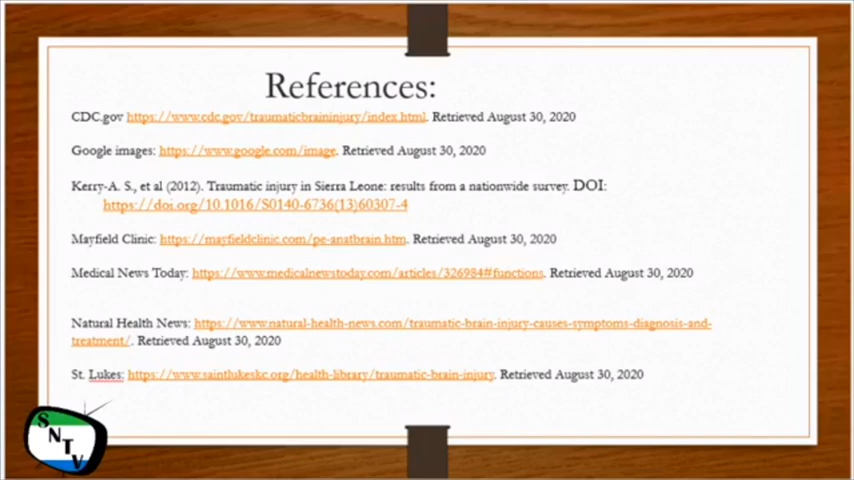 References:
CDC.gov https://www.cdc.gov/traumaticbraininjury/index.html. Retrieved August 30, 2020
Google images: https://www.google.com/image. Retrieved August 30, 2020
Kerry-A. S., et al (2012). Traumatic injury in Sierra Leone: results from a nationwide survey. DOI:
https://doi.org/10.1016/S0140-6736(13)60307-4
Mayfield Clinic: https://mayfieldclinic.com/pe-anatbrain.htm. Retrieved August 30, 2020
Medical News Today: https://www.medicalnewstoday.com/articles/326984#functions. Retrieved August 30, 2020
Natural Health News: https://www.natural-health-news.com/traumatic-brain-injury-causes-symptoms-diagnosis-and-
treatment/. Retrieved August 30, 2020
St. Lukes: https://www.saintlukeskc.org/health-library/traumatic-brain-injury. Retrieved August 30, 2020
SNTV